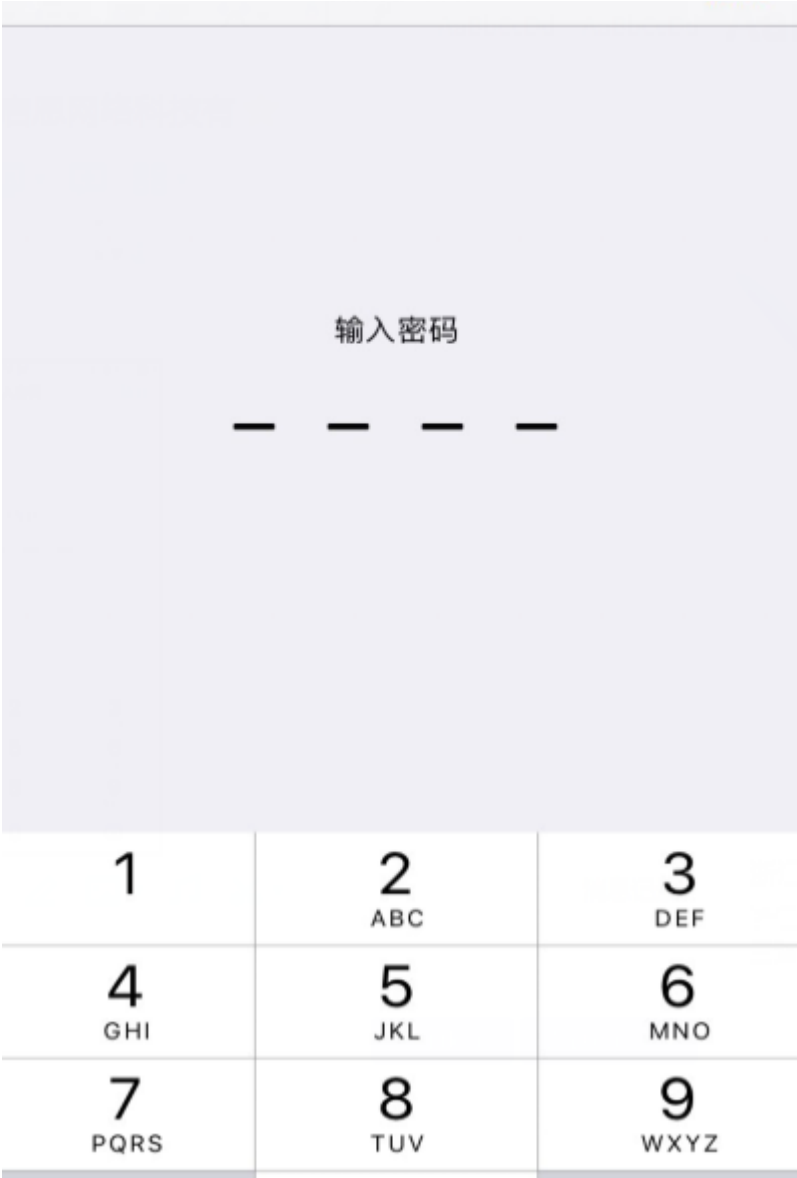 输入密码
1 2 3
ABC DEF
4 5 6
GHI JKL MNO
7 8 9
PQRS TUV WXYZ